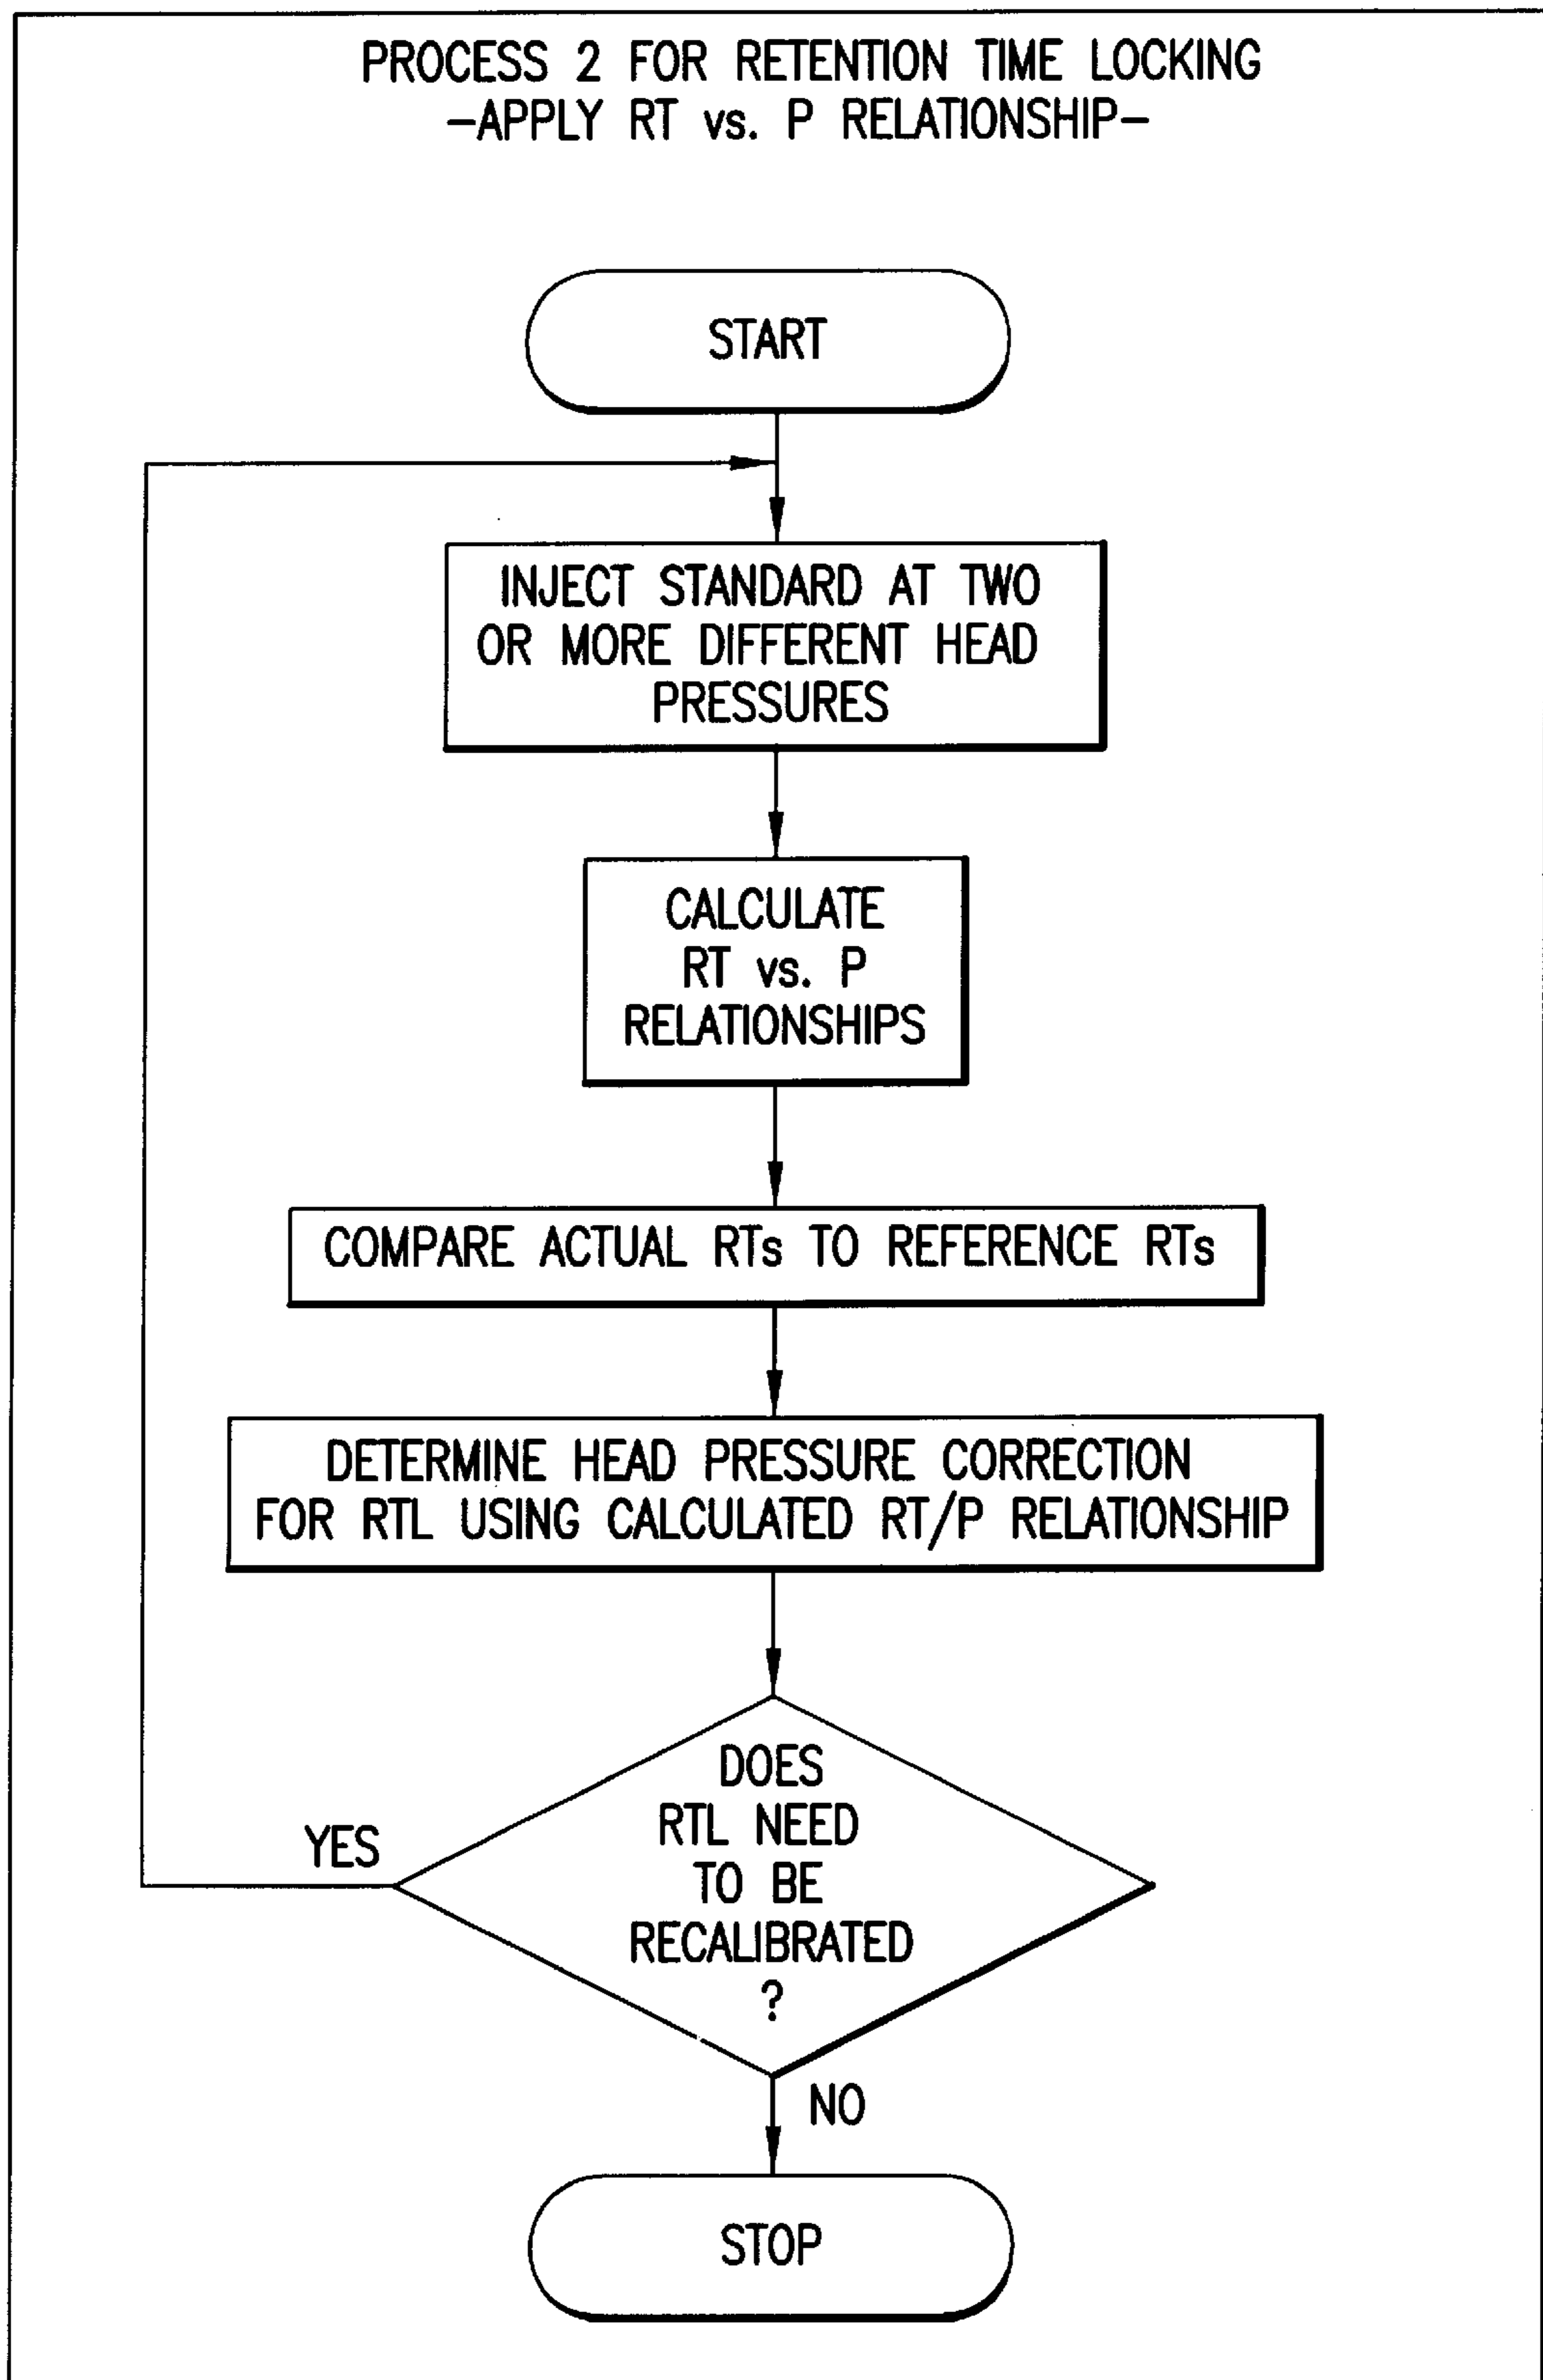 PROCESS 2 FOR RETENTION TIME LOCKING
-APPLY RT vs. P RELATIONSHIP-
START
INJECT STANDARD AT TWO
OR MORE DIFFERENT HEAD
PRESSURES
CALCULATE
RT vs. P
RELATIONSHIPS
COMPARE ACTUAL RTs TO REFERENCE RTs
DETERMINE HEAD PRESSURE CORRECTION
FOR RTL USING CALCULATED RT/P RELATIONSHIP
DOES
RTL NEED
TO BE
RECALIBRATED
?
YES
NO
STOP